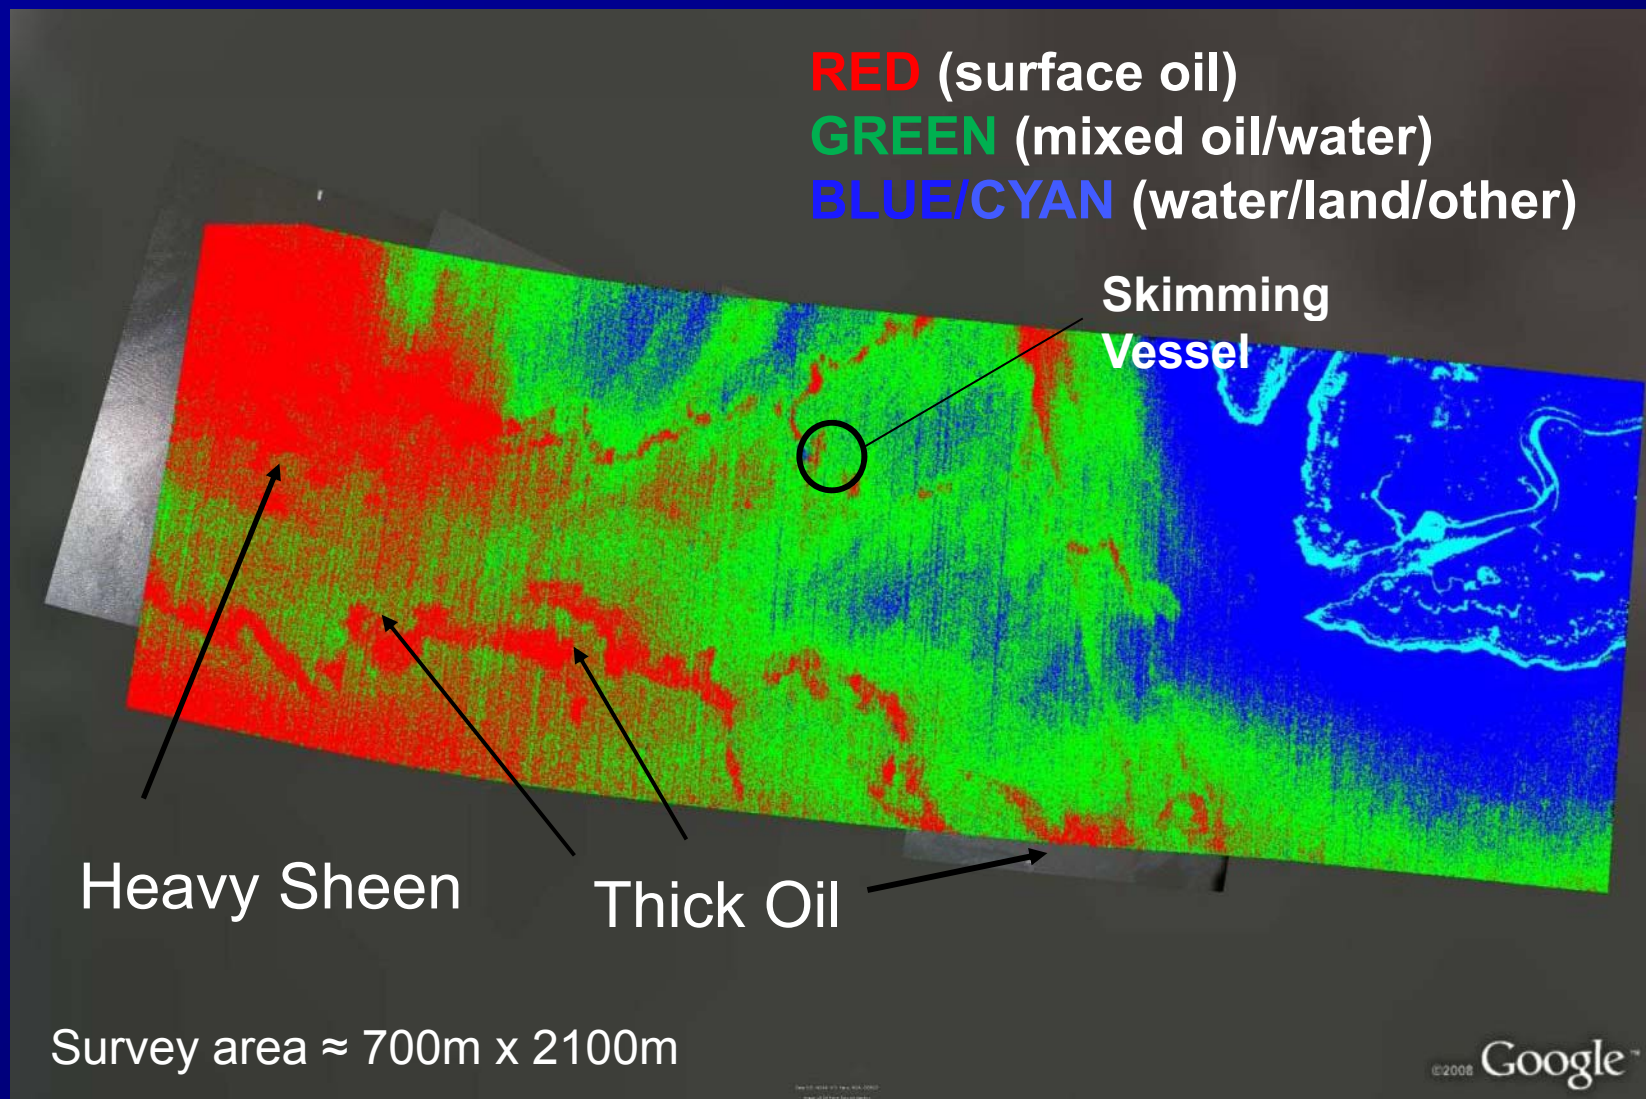 RED (surface oil)
GREEN (mixed oil/water)
BLUE/CYAN (water/land/other)
Skimming
Vessel
Heavy Sheen
Thick Oil
Survey area ≈ 700m x 2100m
©2008 Google™